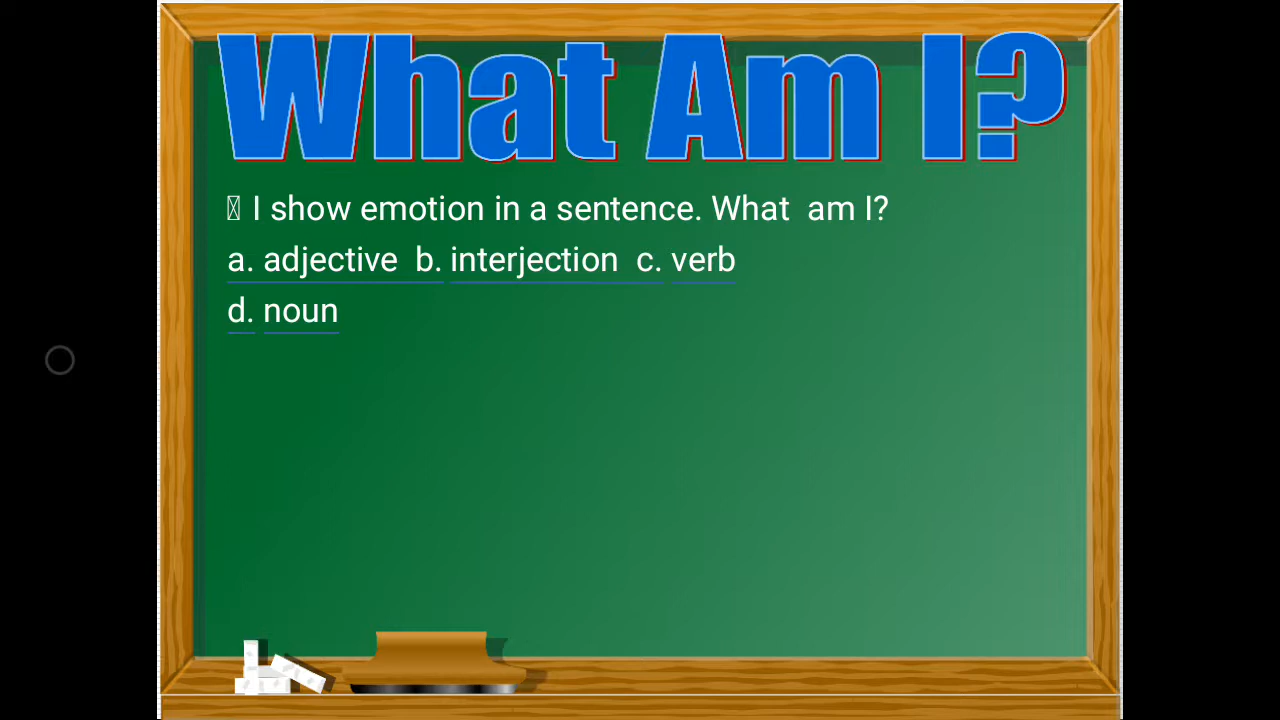 What Am I?
I show emotion in a sentence. What am I?
a. adjective b. interjection c. verb
d. noun